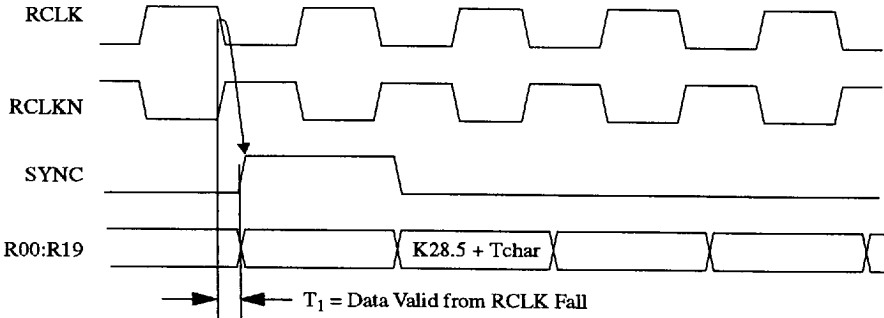 RCLK
RCLKN
SYNC
R00:R19
K28.5 + Tchar
T1 = Data Valid from RCLK Fall